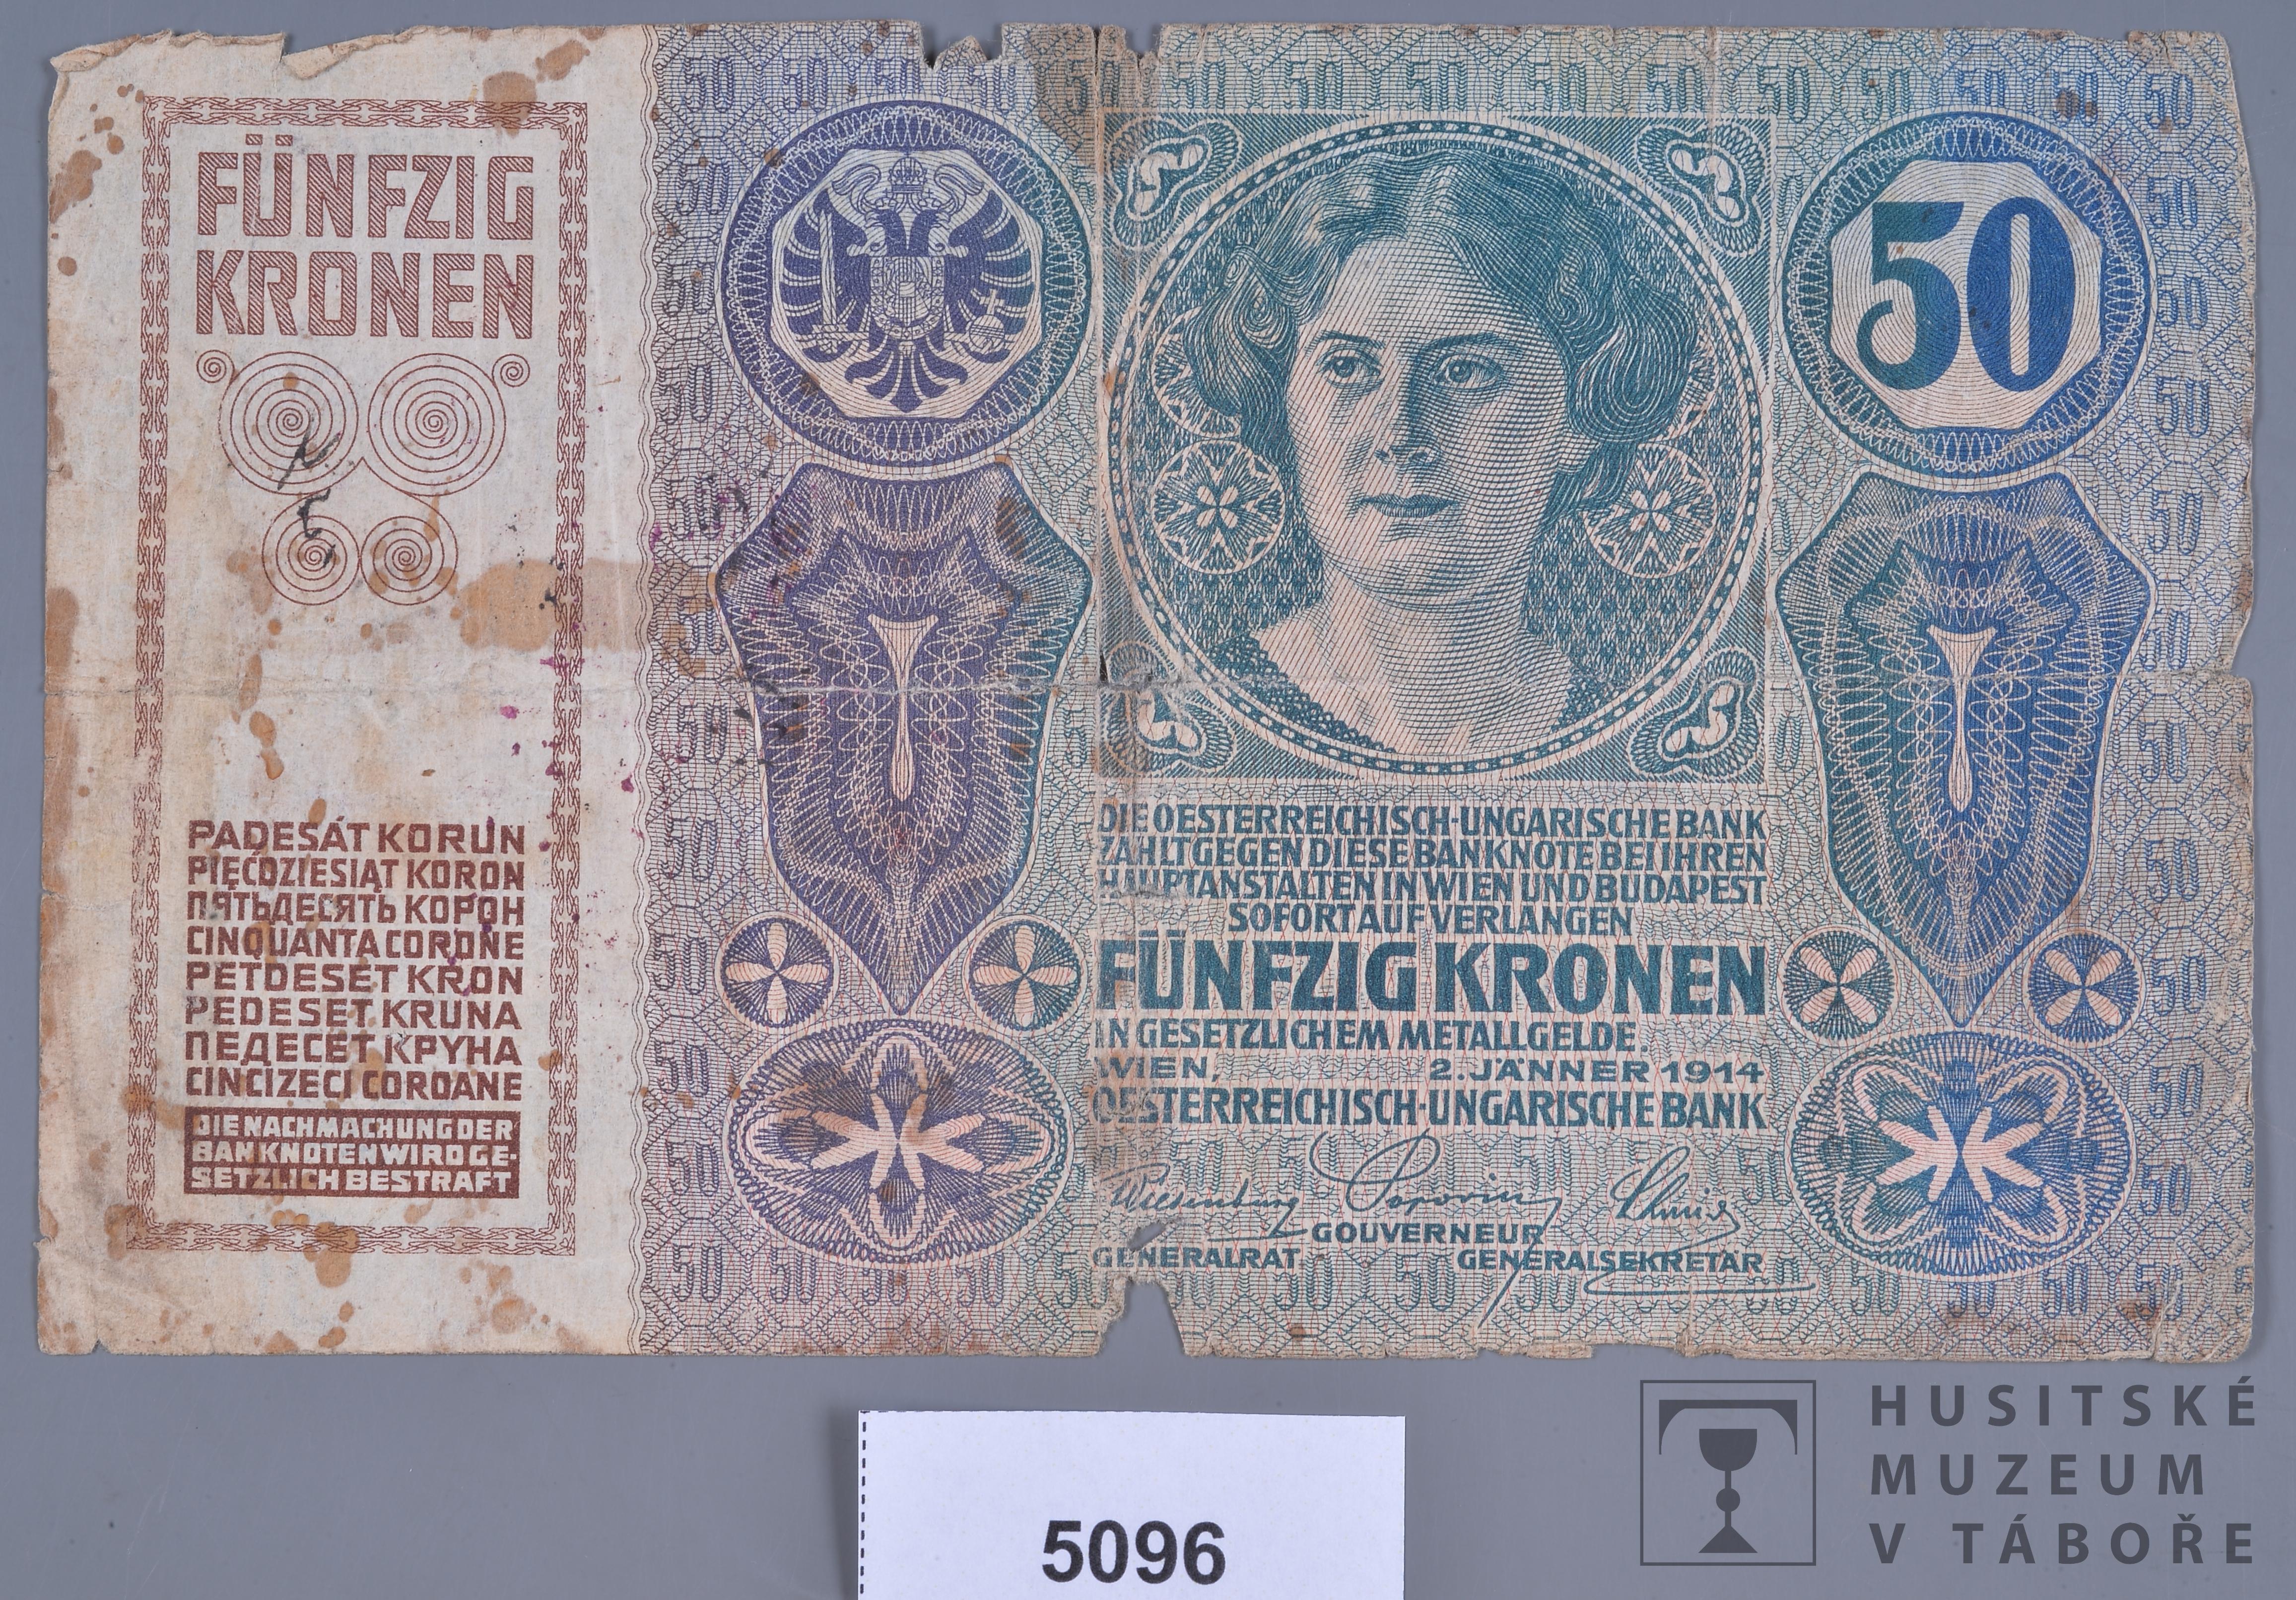 FÜNFZIG
KRONEN
PADESÁT KORUN
PIĘĆDZIESIĄT KORON
ПЯТЬДЕСЯТЬ КОРОН
CINQUANTA CORONE
PETDESET KRON
PEDESET KRUNA
ПЕДЕСЕТ КРУНА
CINCIZECI COROANE
DIE NACHMACHUNG DER
BANKNOTEN WIRD GE-
SETZLICH BESTRAFT
50
DIE OESTERREICHISCH-UNGARISCHE BANK
ZAHLT GEGEN DIESE BANKNOTE BEI IHREN
HAUPTANSTALTEN IN WIEN UND BUDAPEST
SOFORT AUF VERLANGEN
FÜNFZIG KRONEN
IN GESETZLICHEM METALLGELDE.
WIEN, 2. JÄNNER 1914
OESTERREICHISCH-UNGARISCHE BANK
Popovics
GOUVERNEUR
GENERALRAT GENERALSEKRETÄR
5096
HUSITSKÉ
MUZEUM
V TÁBOŘE